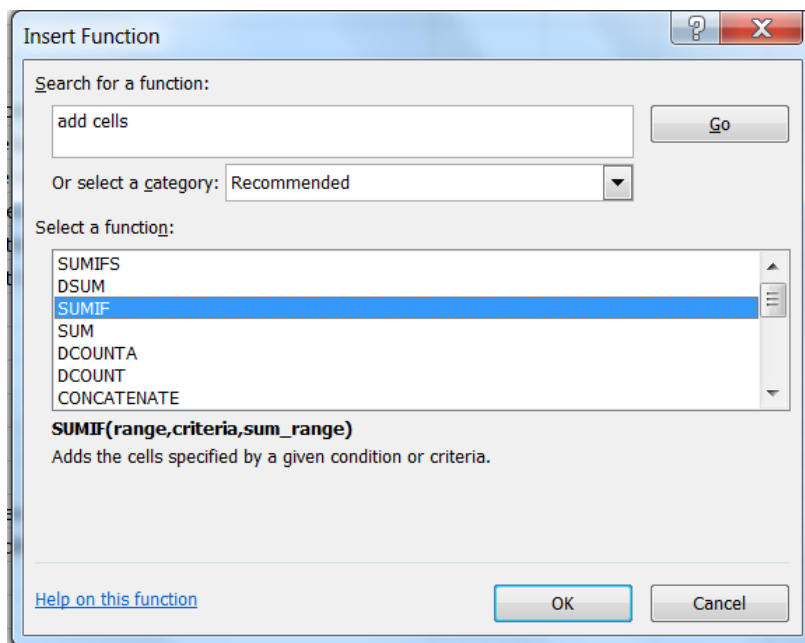 Insert Function
?
X
Search for a function:
add cells
Go
Or select a category: Recommended
Select a function:
SUMIFS
DSUM
SUMIF
SUM
DCOUNTA
DCOUNT
CONCATENATE
SUMIF(range,criteria,sum_range)
Adds the cells specified by a given condition or criteria.
Help on this function
OK Cancel